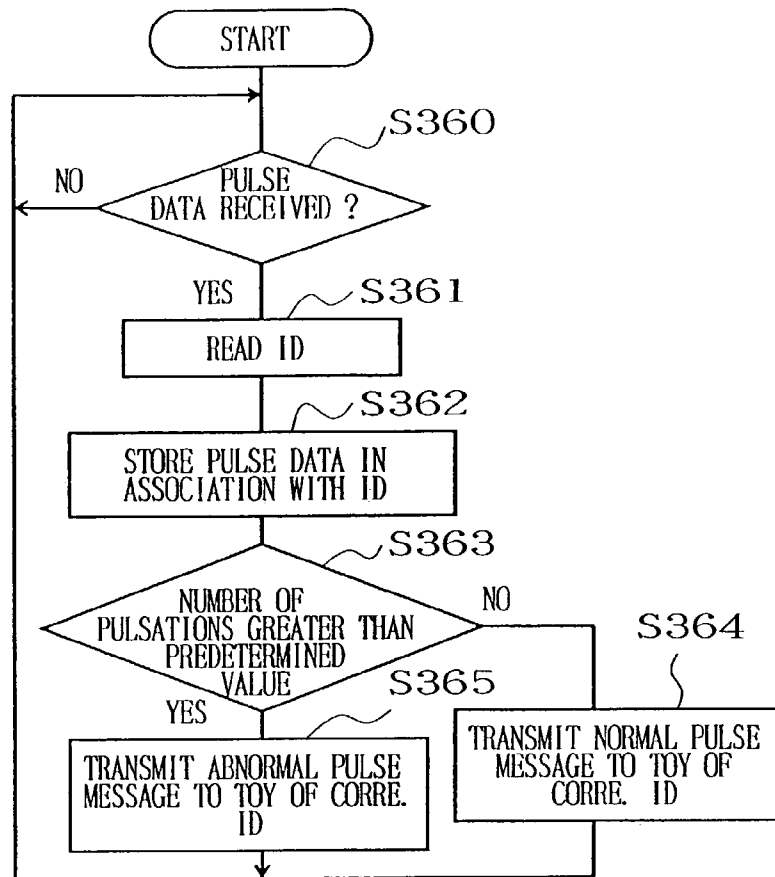 START
S360
NO
PULSE
DATA RECEIVED ?
YES
S361
READ ID
S362
STORE PULSE DATA IN
ASSOCIATION WITH ID
S363
NUMBER OF
PULSATIONS GREATER THAN
PREDETERMINED
VALUE
NO
S364
YES
S365
TRANSMIT NORMAL PULSE
MESSAGE TO TOY OF
CORRE. ID
TRANSMIT ABNORMAL PULSE
MESSAGE TO TOY OF CORRE.
ID